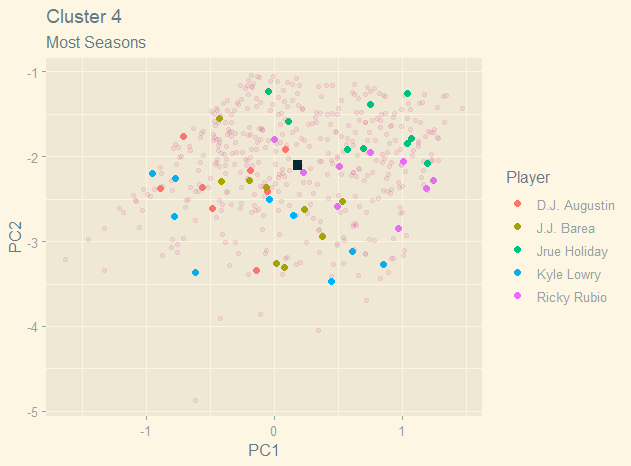 Cluster 4
Most Seasons
-1
-2
-3
-4
-5
PC2
-1
0
1
PC1
Player
D.J. Augustin
J.J. Barea
Jrue Holiday
Kyle Lowry
Ricky Rubio